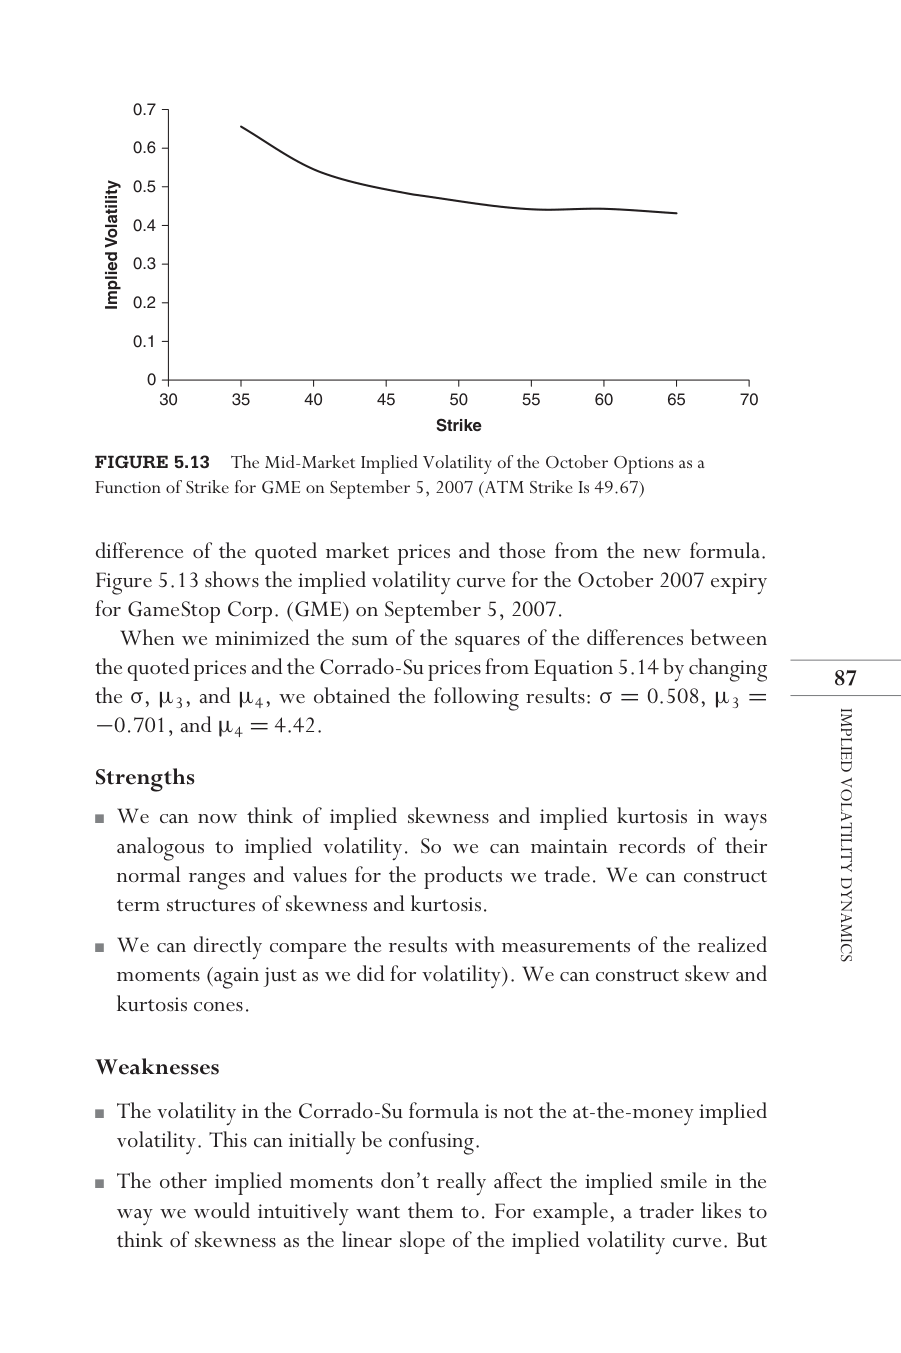 0.7
0.6
0.5
0.4
0.3
0.2
0.1
0
Implied Volatility
30 35 40 45 50 55 60 65 70
Strike
FIGURE 5.13 The Mid-Market Implied Volatility of the October Options as a
Function of Strike for GME on September 5, 2007 (ATM Strike Is 49.67)
difference of the quoted market prices and those from the new formula.
Figure 5.13 shows the implied volatility curve for the October 2007 expiry
for GameStop Corp. (GME) on September 5, 2007.
When we minimized the sum of the squares of the differences between
the quoted prices and the Corrado-Su prices from Equation 5.14 by changing
the σ, μ₃, and μ₄, we obtained the following results: σ = 0.508, μ₃ =
−0.701, and μ₄ = 4.42.
Strengths
■ We can now think of implied skewness and implied kurtosis in ways
analogous to implied volatility. So we can maintain records of their
normal ranges and values for the products we trade. We can construct
term structures of skewness and kurtosis.
■ We can directly compare the results with measurements of the realized
moments (again just as we did for volatility). We can construct skew and
kurtosis cones.
Weaknesses
■ The volatility in the Corrado-Su formula is not the at-the-money implied
volatility. This can initially be confusing.
■ The other implied moments don’t really affect the implied smile in the
way we would intuitively want them to. For example, a trader likes to
think of skewness as the linear slope of the implied volatility curve. But
87
IMPLIED VOLATILITY DYNAMICS